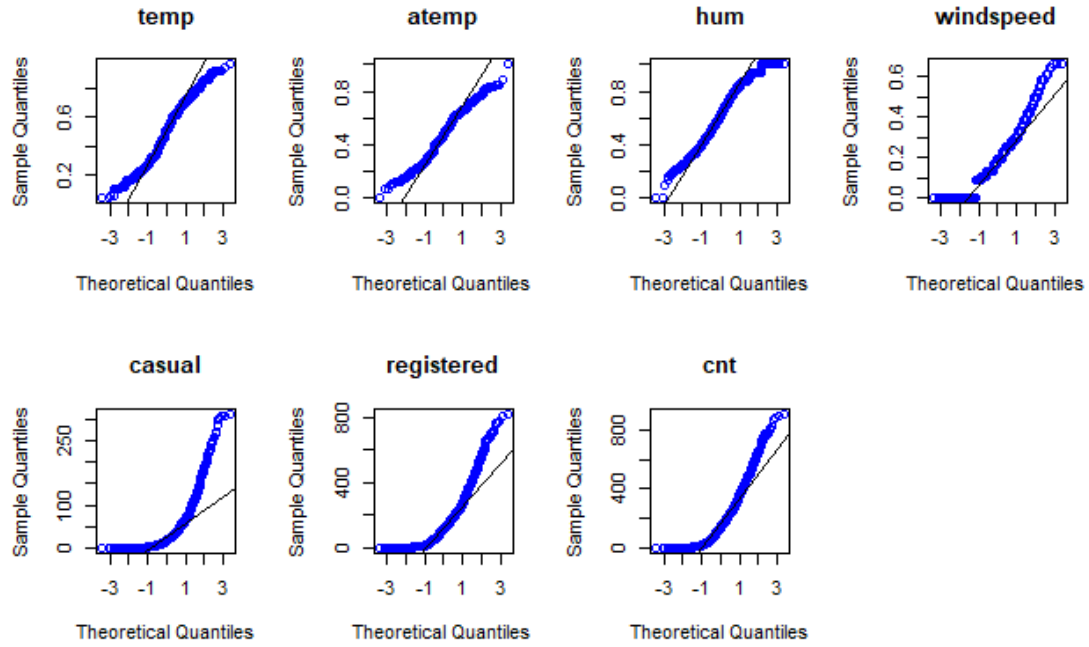 temp
Sample Quantiles
0.2 0.6
-3 -1 1 3
Theoretical Quantiles
atemp
Sample Quantiles
0.0 0.4 0.8
-3 -1 1 3
Theoretical Quantiles
hum
Sample Quantiles
0.0 0.4 0.8
-3 -1 1 3
Theoretical Quantiles
windspeed
Sample Quantiles
0.0 0.2 0.4 0.6
-3 -1 1 3
Theoretical Quantiles
casual
Sample Quantiles
0 100 250
-3 -1 1 3
Theoretical Quantiles
registered
Sample Quantiles
0 400 800
-3 -1 1 3
Theoretical Quantiles
cnt
Sample Quantiles
0 400 800
-3 -1 1 3
Theoretical Quantiles